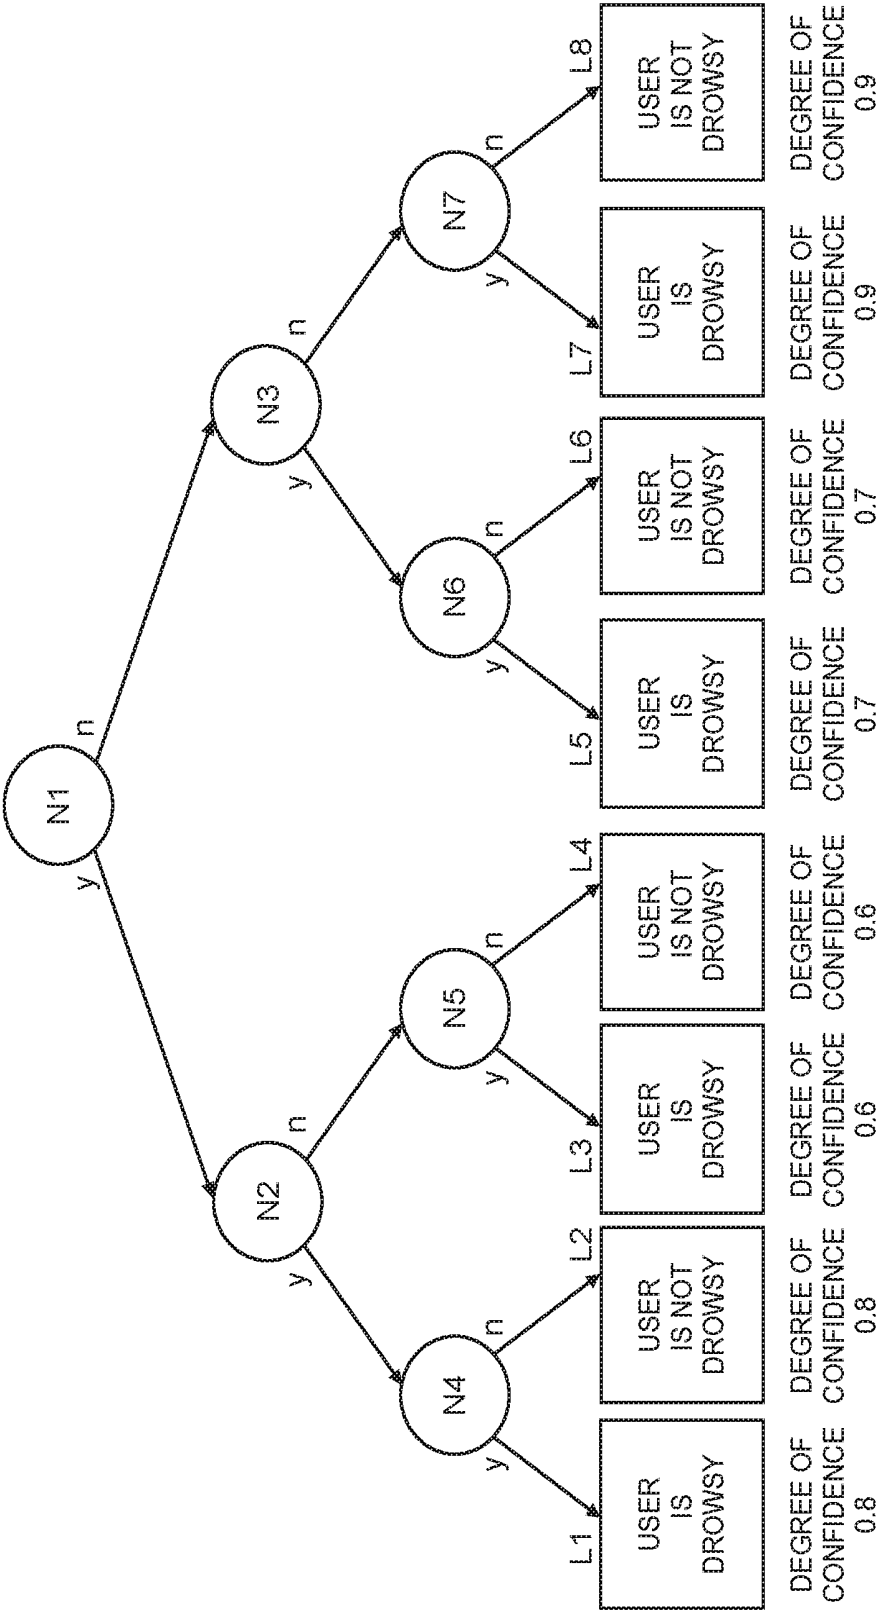 N1
y
n
N2
N3
y
n
y
n
N4
N5
N6
N7
y
n
y
n
y
n
y
n
L1
L2
L3
L4
L5
L6
L7
L8
USER
IS
DROWSY
USER
IS NOT
DROWSY
USER
IS
DROWSY
USER
IS NOT
DROWSY
USER
IS
DROWSY
USER
IS NOT
DROWSY
USER
IS
DROWSY
USER
IS NOT
DROWSY
DEGREE OF
CONFIDENCE
0.8
DEGREE OF
CONFIDENCE
0.8
DEGREE OF
CONFIDENCE
0.6
DEGREE OF
CONFIDENCE
0.6
DEGREE OF
CONFIDENCE
0.7
DEGREE OF
CONFIDENCE
0.7
DEGREE OF
CONFIDENCE
0.9
DEGREE OF
CONFIDENCE
0.9